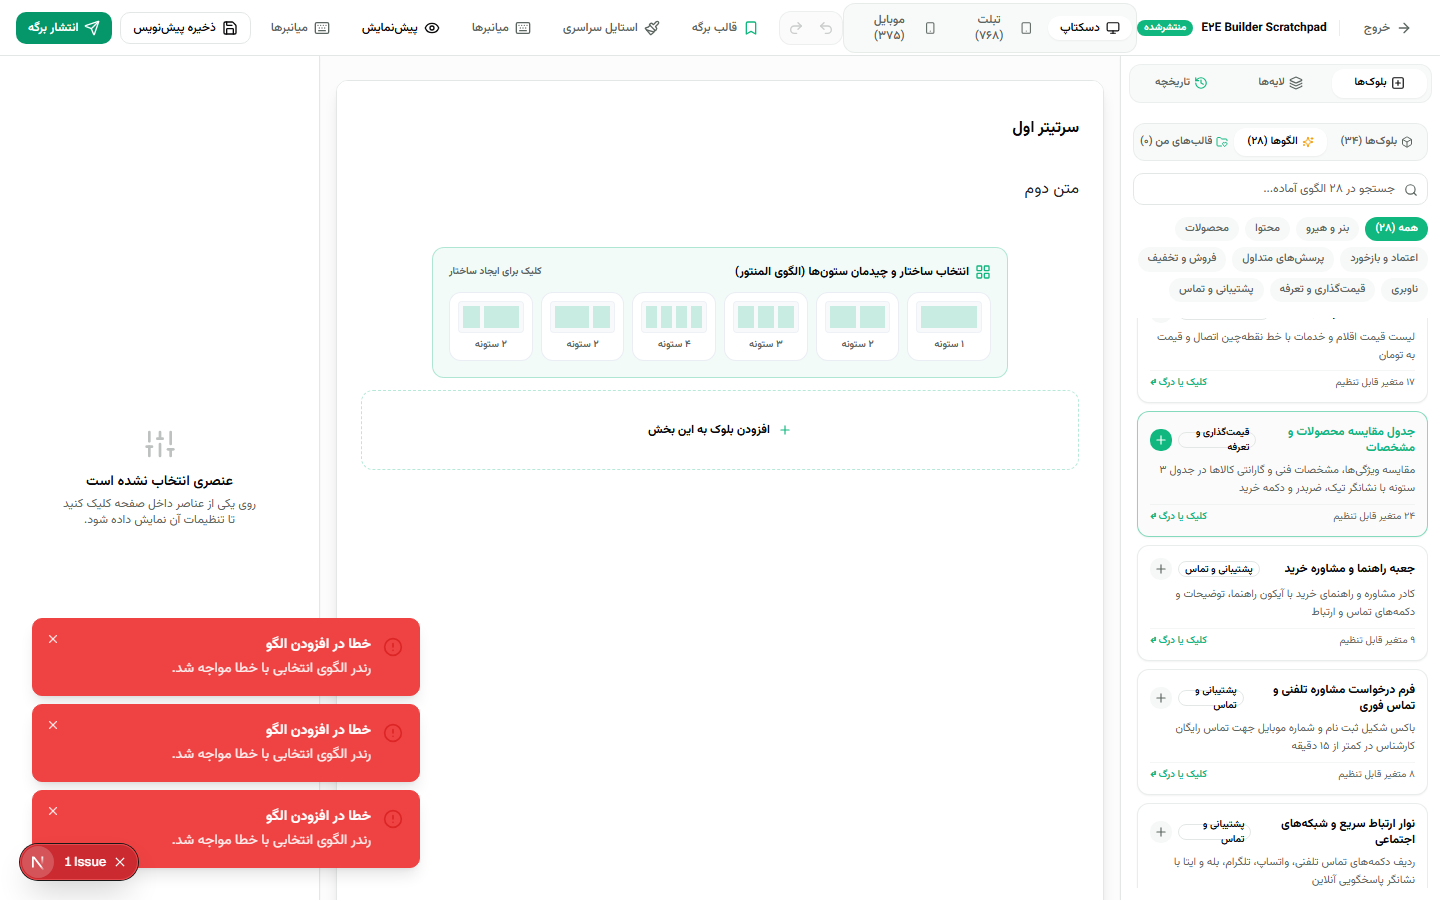 خروج
E2E Builder Scratchpad
منتشرشده
دسکتاپ
تبلت
(۷۶۸)
موبایل
(۳۷۵)
قالب برگه
استایل سراسری
میانبرها
پیش‌نمایش
میانبرها
ذخیره پیش‌نویس
انتشار برگه
بلوک‌ها
لایه‌ها
تاریخچه
بلوک‌ها (۳۴)
الگوها (۲۸)
قالب‌های من (۰)
جستجو در ۲۸ الگوی آماده...
همه (۲۸)
بنر و هیرو
محتوا
محصولات
اعتماد و بازخورد
پرسش‌های متداول
فروش و تخفیف
ناوبری
قیمت‌گذاری و تعرفه
پشتیبانی و تماس
لیست قیمت اقلام و خدمات با خط نقطه‌چین اتصال و قیمت
به تومان
۱۷ متغیر قابل تنظیم
کلیک یا درگ
جدول مقایسه محصولات و
مشخصات
قیمت‌گذاری و
تعرفه
مقایسه ویژگی‌ها، مشخصات فنی و گارانتی کالاها در جدول ۳
ستونه با نشانگر تیک، ضربدر و دکمه خرید
۲۴ متغیر قابل تنظیم
کلیک یا درگ
جعبه راهنما و مشاوره خرید
پشتیبانی و تماس
کادر مشاوره و راهنمای خرید با آیکون راهنما، توضیحات و
دکمه‌های تماس و ارتباط
۹ متغیر قابل تنظیم
کلیک یا درگ
فرم درخواست مشاوره تلفنی و
تماس فوری
پشتیبانی و
تماس
باکس شکیل ثبت نام و شماره موبایل جهت تماس رایگان
کارشناس در کمتر از ۱۵ دقیقه
۸ متغیر قابل تنظیم
کلیک یا درگ
نوار ارتباط سریع و شبکه‌های
اجتماعی
پشتیبانی و
تماس
ردیف دکمه‌های تماس تلفنی، واتساپ، تلگرام، بله و ایتا با
نشانگر پاسخگویی آنلاین
سرتیتر اول
متن دوم
انتخاب ساختار و چیدمان ستون‌ها (الگوی المنتور)
کلیک برای ایجاد ساختار
۱ ستونه
۲ ستونه
۳ ستونه
۴ ستونه
۲ ستونه
۲ ستونه
افزودن بلوک به این بخش
عنصری انتخاب نشده است
روی یکی از عناصر داخل صفحه کلیک کنید
تا تنظیمات آن نمایش داده شود.
خطا در افزودن الگو
رندر الگوی انتخابی با خطا مواجه شد.
خطا در افزودن الگو
رندر الگوی انتخابی با خطا مواجه شد.
خطا در افزودن الگو
رندر الگوی انتخابی با خطا مواجه شد.
N
1 Issue